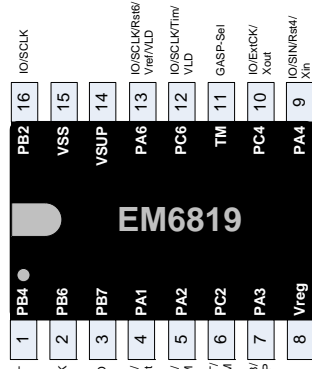 IO/SCLK
IO/SCLK/Rst6/
Vref/VLD
IO/SCLK/Tim/
VLD
GASP-Sel
IO/ExtCK/
Xout
IO/SIN/Rst4/
Xin
16
15
14
13
12
11
10
9
PB2
VSS
VSUP
PA6
PC6
TM
PC4
PA4
EM6819
PB4
PB6
PB7
PA1
PA2
PC2
PA3
Vreg
1
2
3
4
5
6
7
8